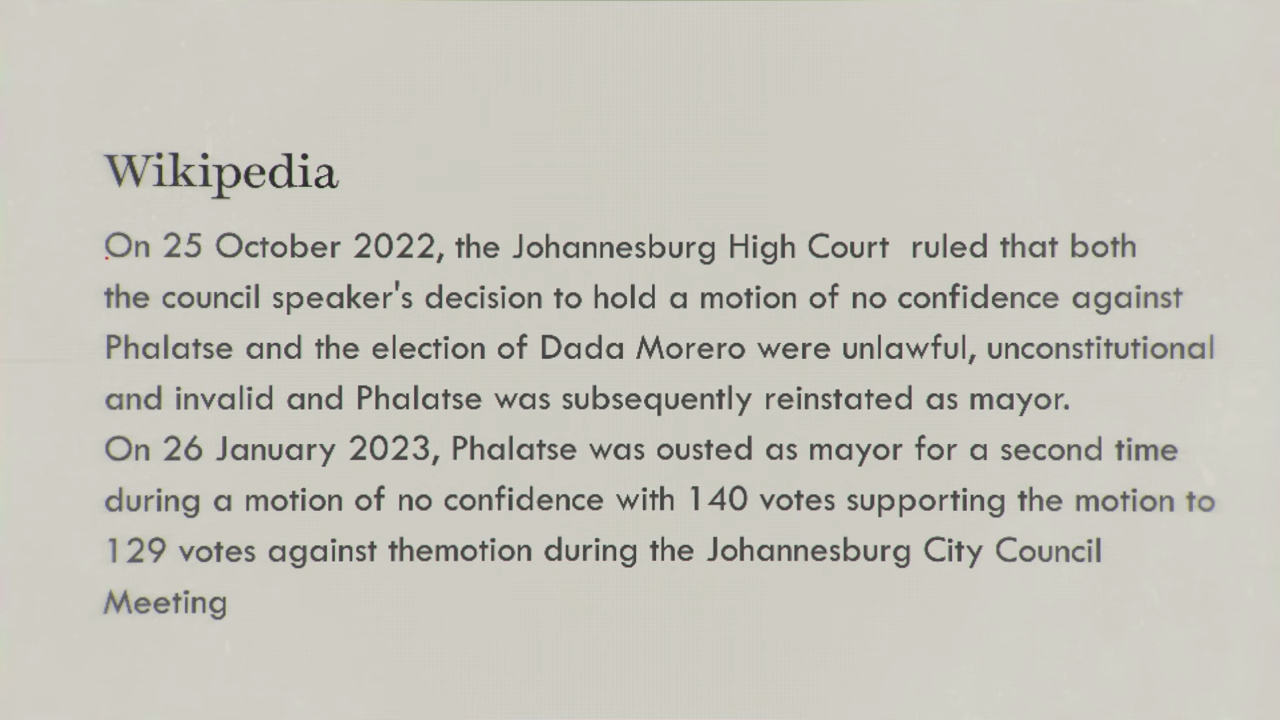 Wikipedia
On 25 October 2022, the Johannesburg High Court  ruled that both
the council speaker's decision to hold a motion of no confidence against
Phalatse and the election of Dada Morero were unlawful, unconstitutional
and invalid and Phalatse was subsequently reinstated as mayor.
On 26 January 2023, Phalatse was ousted as mayor for a second time
during a motion of no confidence with 140 votes supporting the motion to
129 votes against themotion during the Johannesburg City Council
Meeting